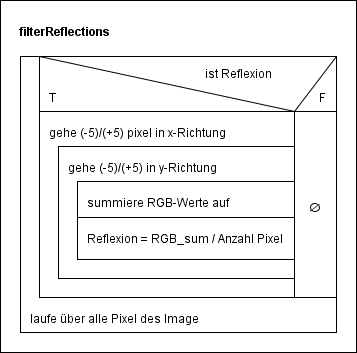 filterReflections
ist Reflexion
T
F
gehe (-5)/(+5) pixel in x-Richtung
gehe (-5)/(+5) in y-Richtung
summiere RGB-Werte auf
∅
Reflexion = RGB_sum / Anzahl Pixel
laufe über alle Pixel des Image